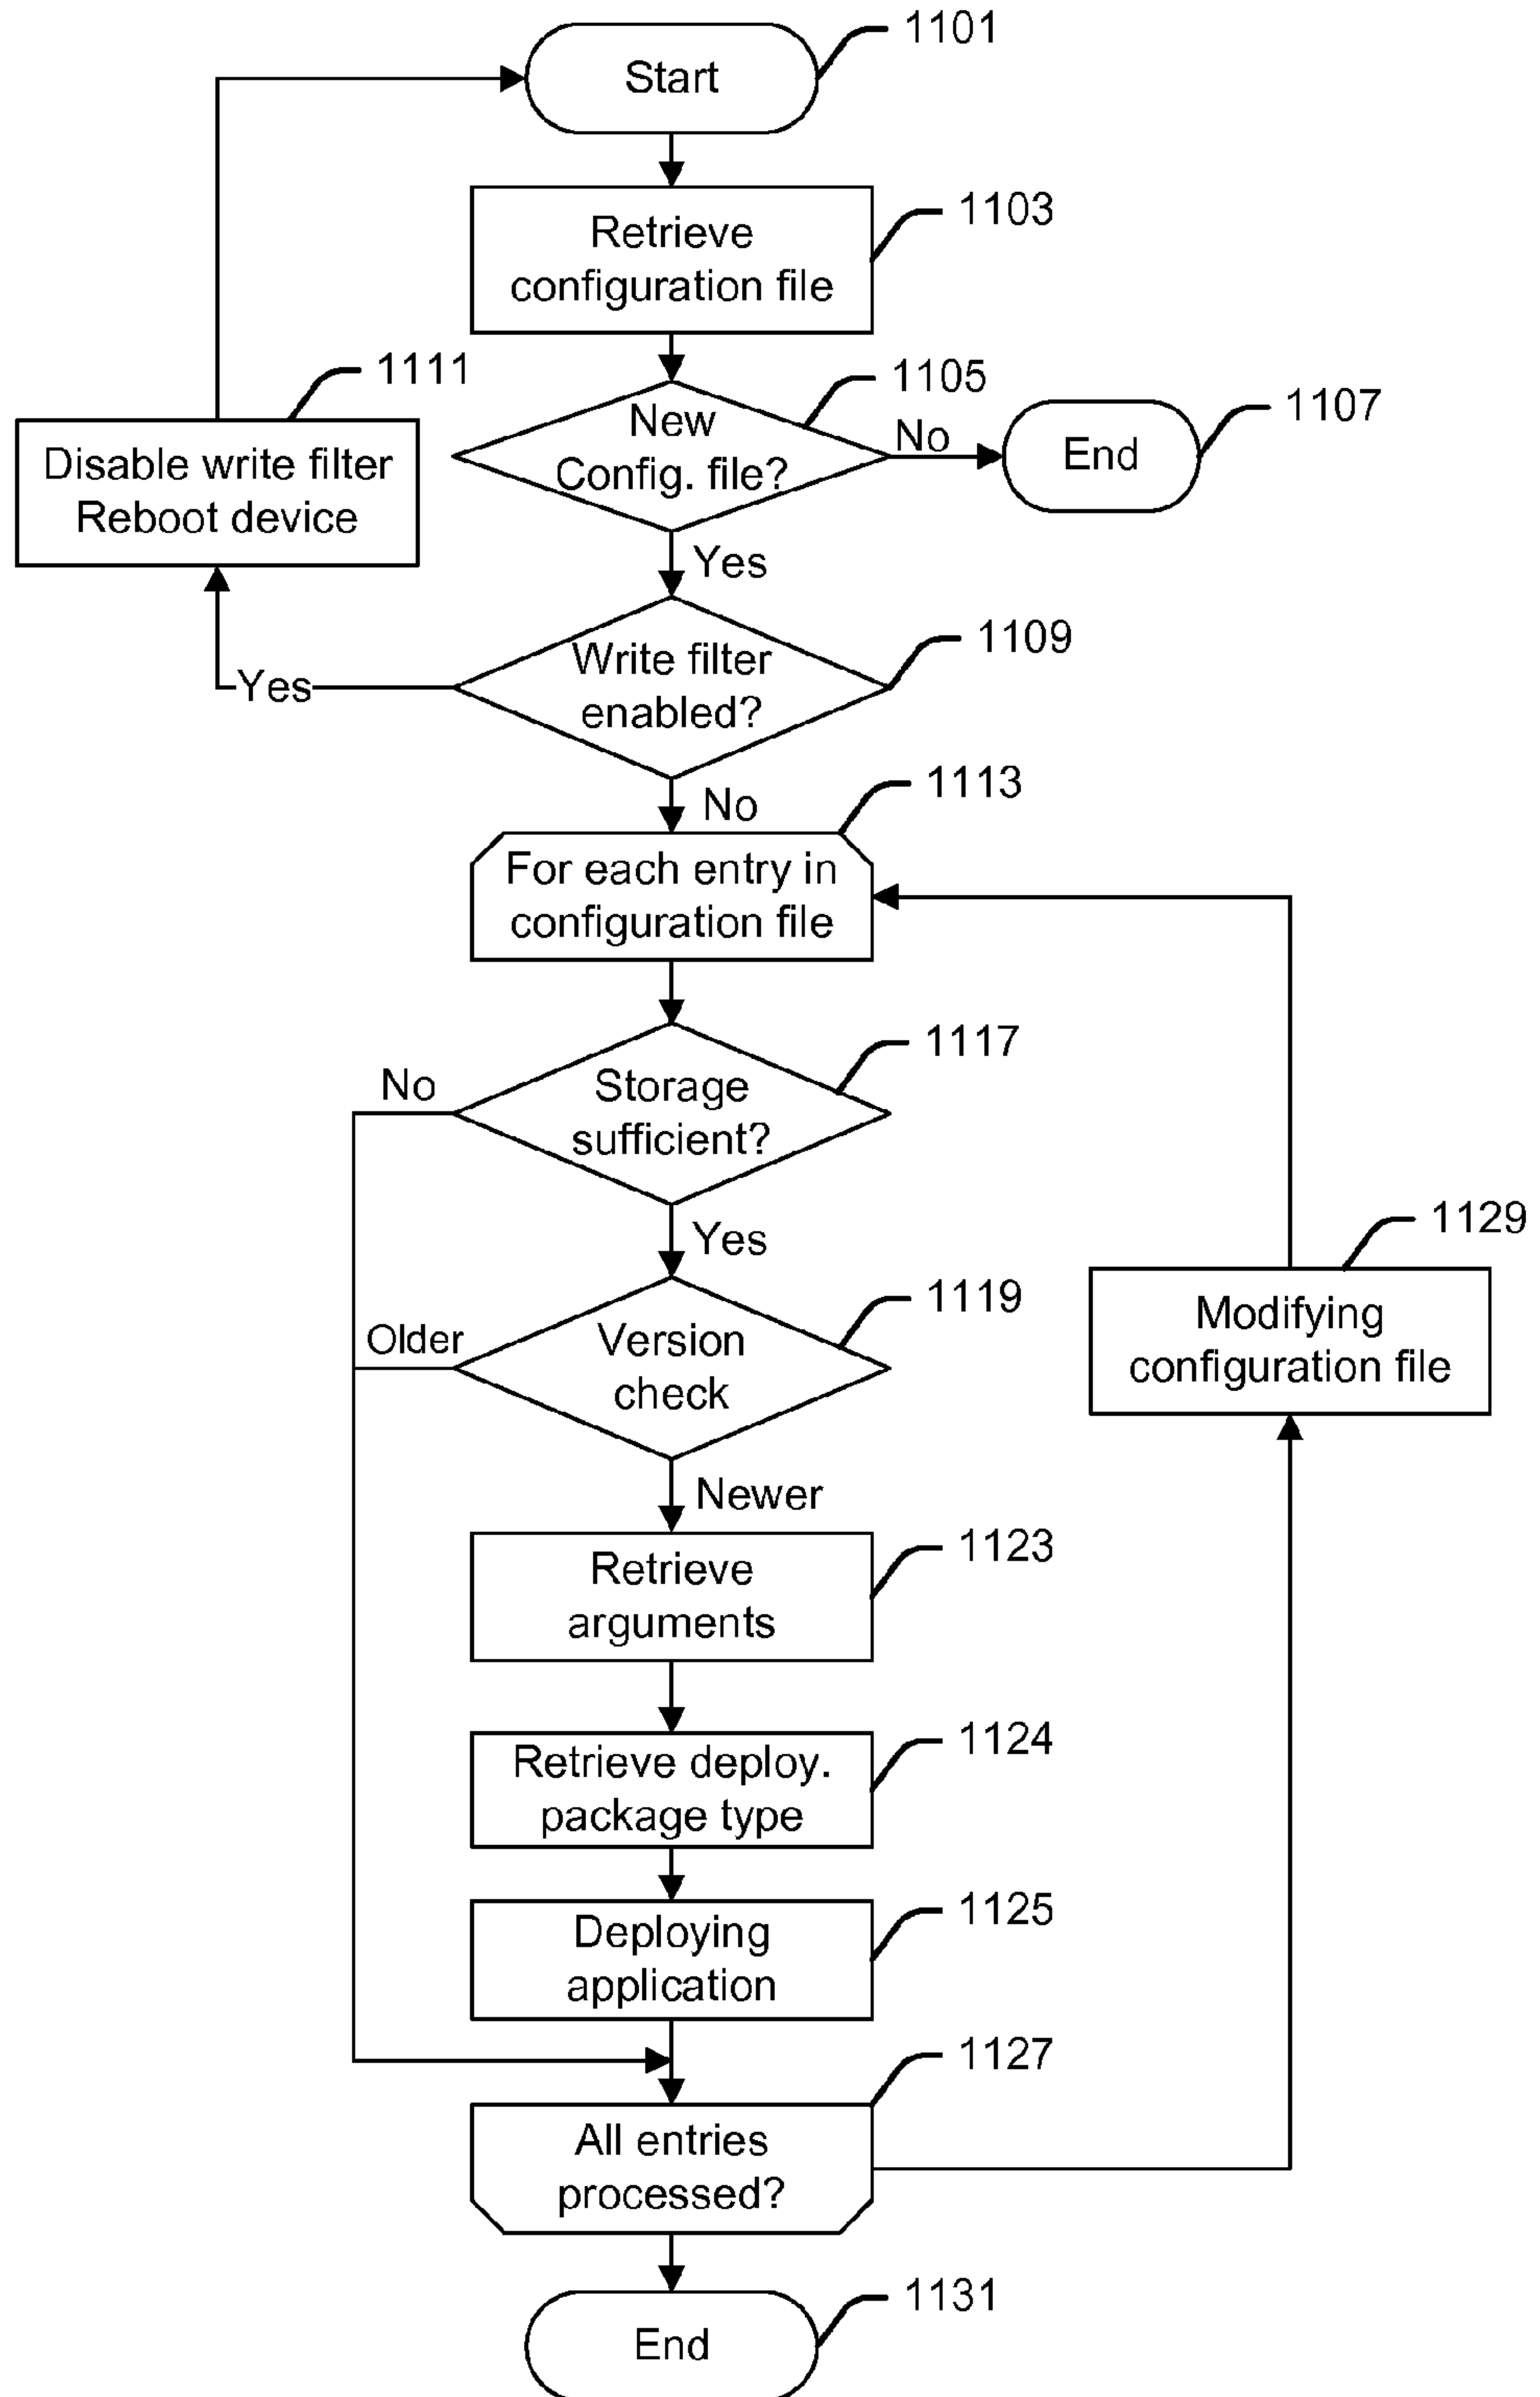 1101
Start
1103
Retrieve
configuration file
1111
1105
1107
New
Config. file?
No
End
Disable write filter
Reboot device
Yes
1109
Write filter
enabled?
Yes
1113
No
For each entry in
configuration file
1117
No
Storage
sufficient?
1129
Yes
1119
Older
Version
check
Modifying
configuration file
Newer
1123
Retrieve
arguments
1124
Retrieve deploy.
package type
1125
Deploying
application
1127
All entries
processed?
1131
End